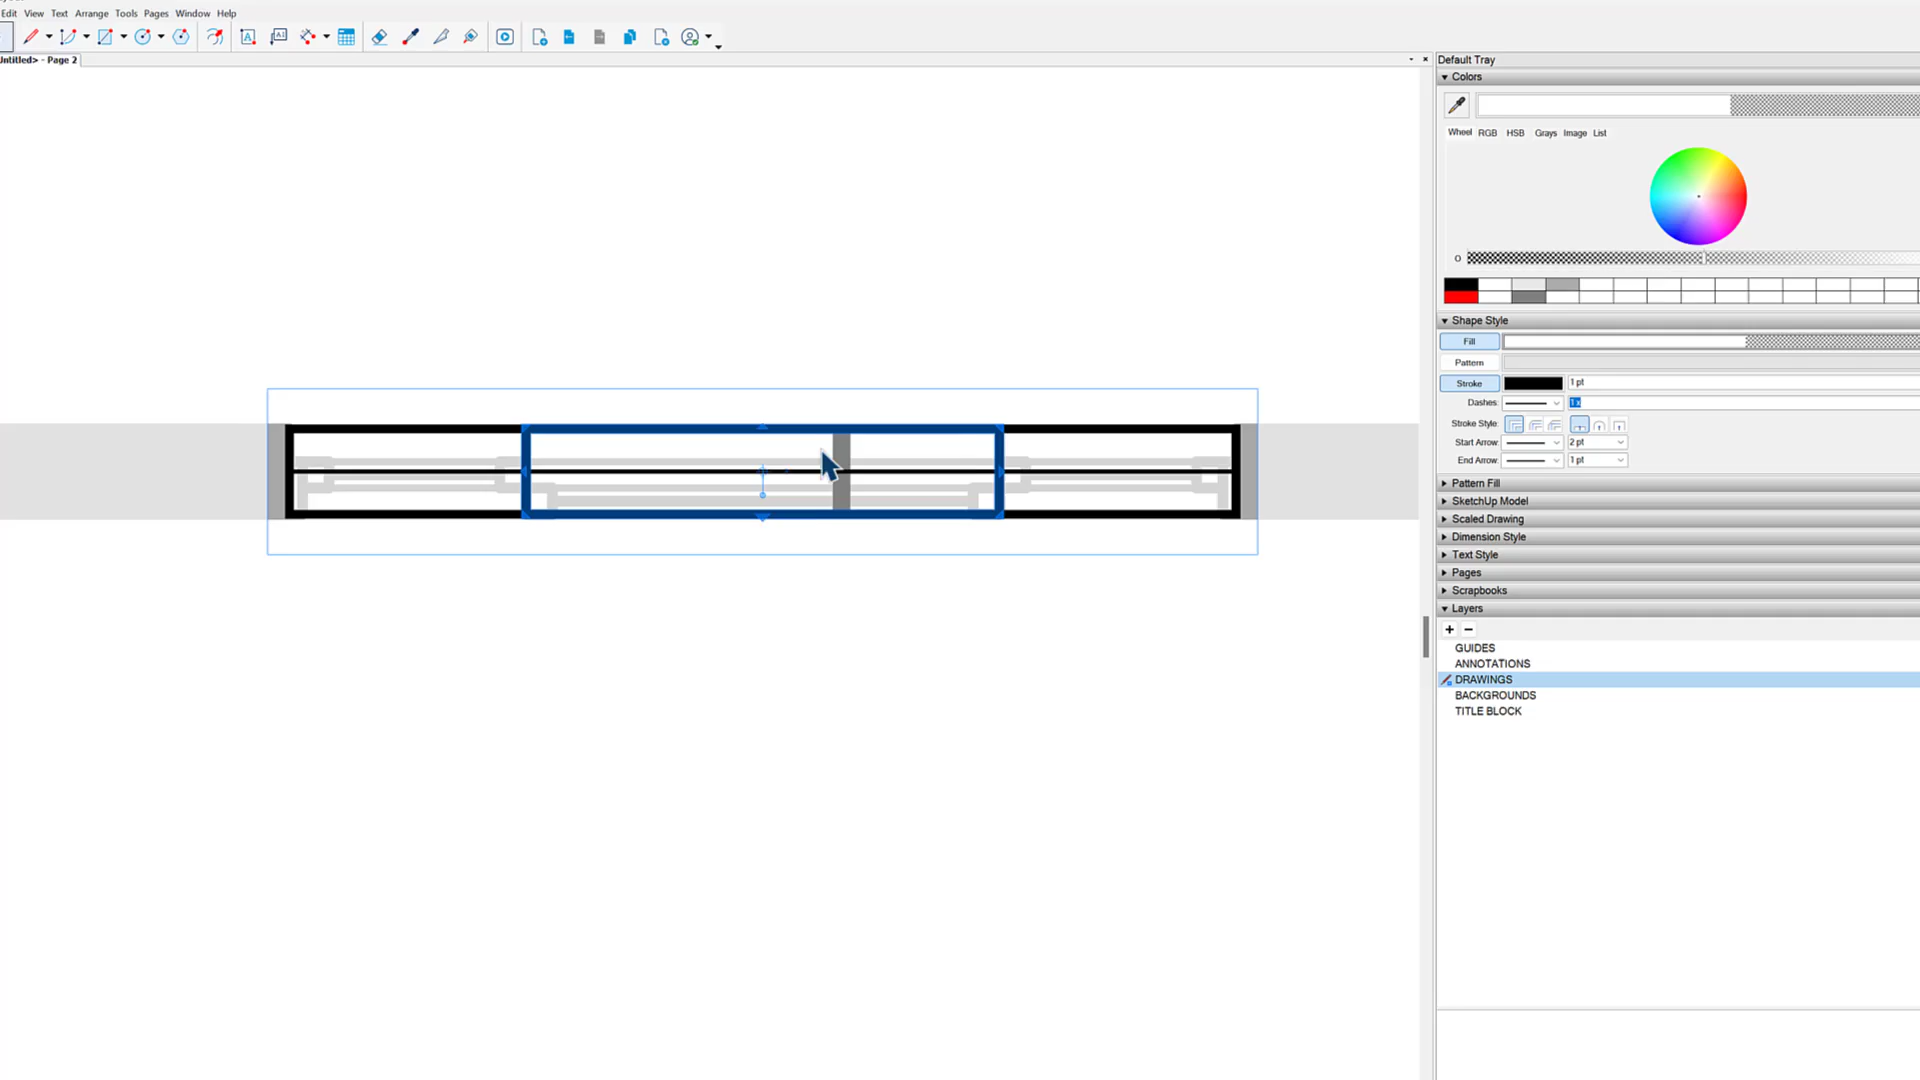 Edit View Text Arrange Tools Pages Window Help
Untitled> - Page 2
Default Tray
Colors
Wheel RGB HSB Grays Image List
O
Shape Style
Fill
Pattern
Stroke 1 pt
Dashes: 1 x
Stroke Style:
Start Arrow: 2 pt
End Arrow: 1 pt
Pattern Fill
SketchUp Model
Scaled Drawing
Dimension Style
Text Style
Pages
Scrapbooks
Layers
GUIDES
ANNOTATIONS
DRAWINGS
BACKGROUNDS
TITLE BLOCK